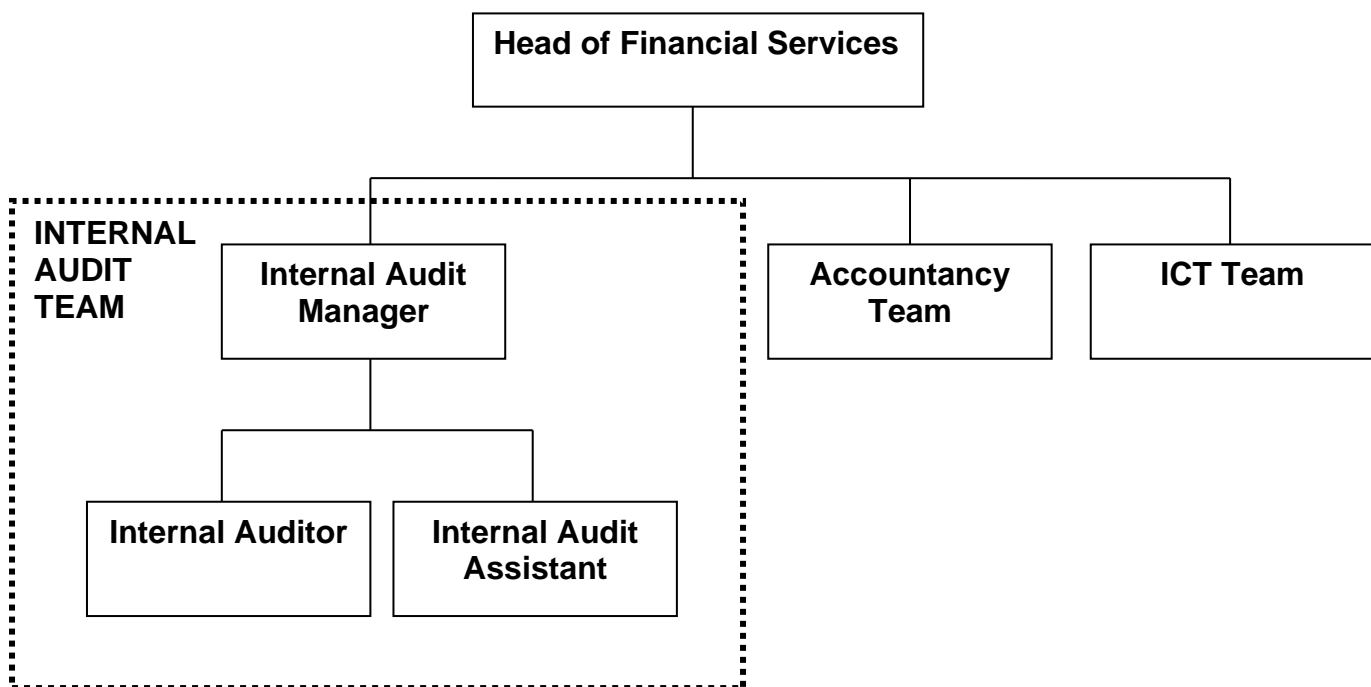 Head of Financial Services
INTERNAL
AUDIT
TEAM
Internal Audit
Manager
Accountancy
Team
ICT Team
Internal Auditor
Internal Audit
Assistant